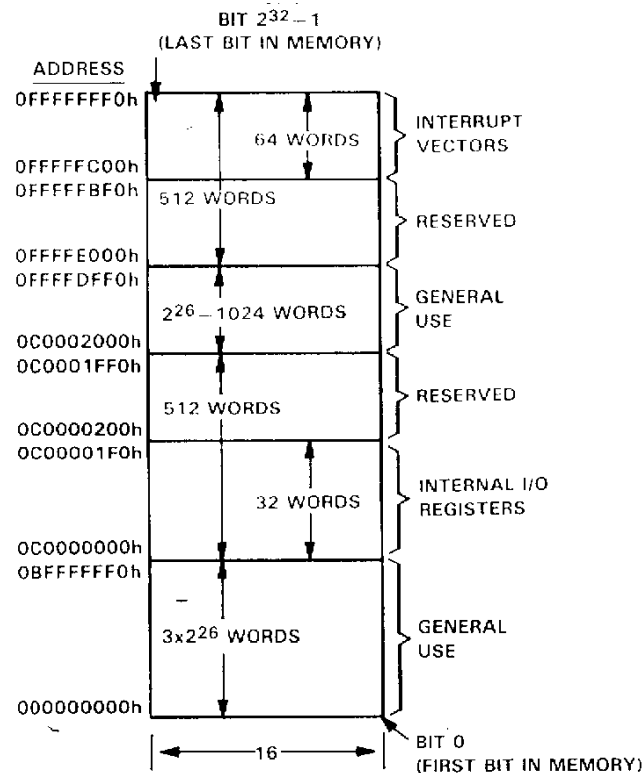 BIT 2³²−1
(LAST BIT IN MEMORY)
ADDRESS
0FFFFFFF0h
64 WORDS
INTERRUPT
VECTORS
0FFFFFC00h
0FFFFFBF0h
512 WORDS
RESERVED
0FFFFE000h
0FFFFDFF0h
2²⁶−1024 WORDS
GENERAL
USE
0C0002000h
0C0001FF0h
512 WORDS
RESERVED
0C0000200h
0C00001F0h
32 WORDS
INTERNAL I/O
REGISTERS
0C0000000h
0BFFFFFF0h
3x2²⁶ WORDS
GENERAL
USE
000000000h
16
BIT 0
(FIRST BIT IN MEMORY)